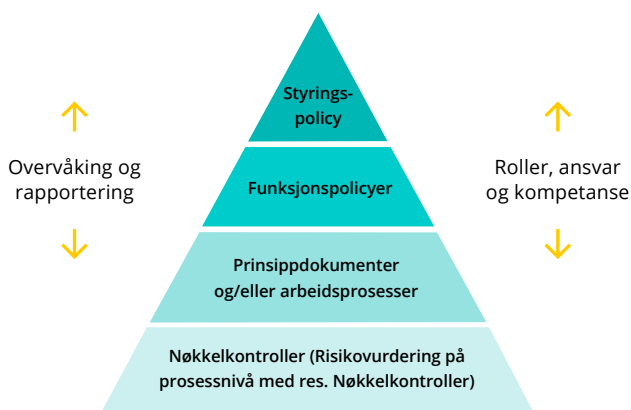 Styrings-
policy
Overvåking og
rapportering
Funksjonspolicyer
Roller, ansvar
og kompetanse
Prinsippdokumenter
og/eller arbeidsprosesser
Nøkkelkontroller (Risikovurdering på
prosessnivå med res. Nøkkelkontroller)